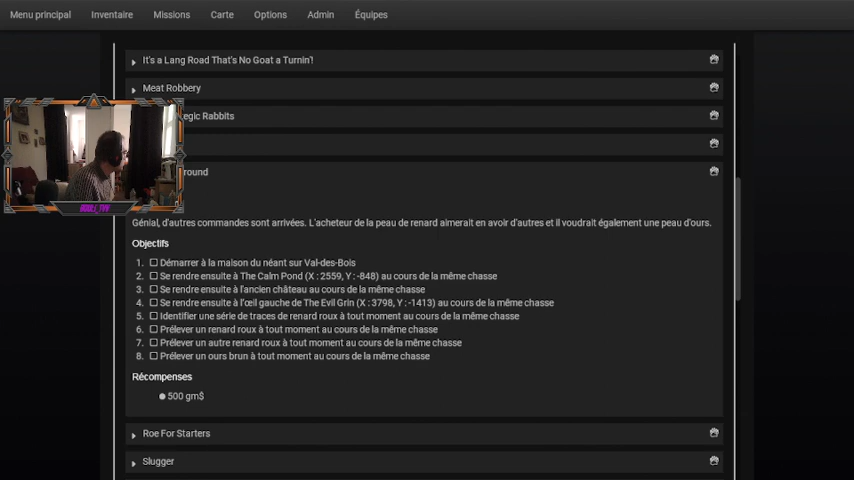 Menu principal Inventaire Missions Carte Options Admin Équipes
It's a Lang Road That's No Goat a Turnin'!
Meat Robbery
egic Rabbits
round
Génial, d'autres commandes sont arrivées. L'acheteur de la peau de renard aimerait en avoir d'autres et il voudrait également une peau d'ours.
Objectifs
1. Démarrer à la maison du néant sur Val-des-Bois
2. Se rendre ensuite à The Calm Pond (X : 2559, Y : -848) au cours de la même chasse
3. Se rendre ensuite à l'ancien château au cours de la même chasse
4. Se rendre ensuite à l'œil gauche de The Evil Grin (X : 3798, Y : -1413) au cours de la même chasse
5. Identifier une série de traces de renard roux à tout moment au cours de la même chasse
6. Prélever un renard roux à tout moment au cours de la même chasse
7. Prélever un autre renard roux à tout moment au cours de la même chasse
8. Prélever un ours brun à tout moment au cours de la même chasse
Récompenses
500 gm$
Roe For Starters
Slugger